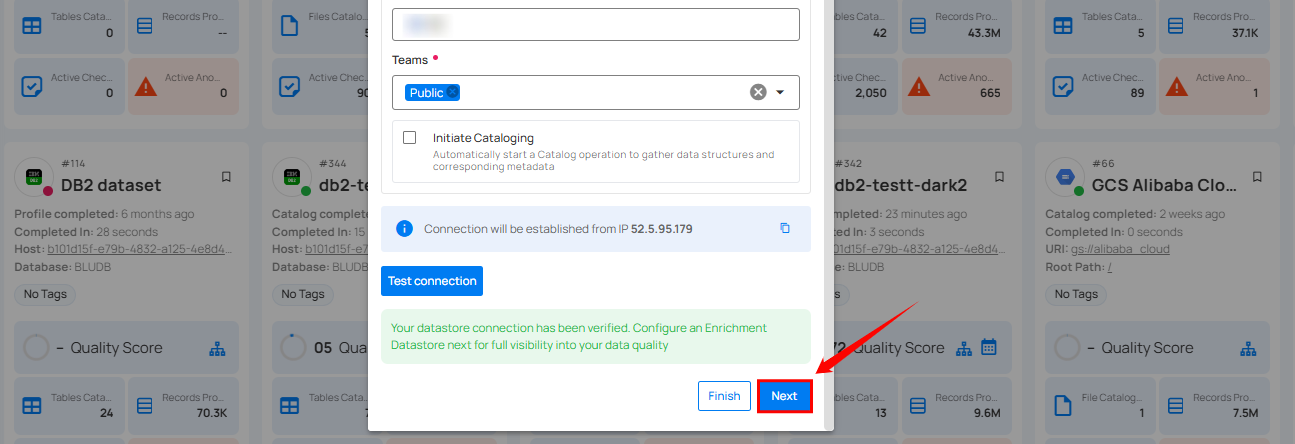 Tables Cata...
0
Records Pro...
--
Files Catalo...
Tables Cata...
42
Records Pro...
43.3M
Tables Cata...
5
Records Pro...
37.1K
Teams
Public
Active Chec...
0
Active Ano...
0
Active Chec...
90
Active Chec...
2,050
Active Ano...
665
Active Chec...
89
Active Ano...
1
Initiate Cataloging
Automatically start a Catalog operation to gather data structures and
corresponding metadata
#114
DB2 dataset
Profile completed: 6 months ago
Completed In: 28 seconds
Host: b101d15f-e79b-4832-a125-4e8d4...
Database: BLUDB
No Tags
– Quality Score
Tables Cata...
24
Records Pro...
70.3K
#344
Catalog complet
Completed In: 15
Host: b101d15f-e
Database: BLUDB
No Tags
05 Qua
Tables Cata
Connection will be established from IP 52.5.95.179
Test connection
Your datastore connection has been verified. Configure an Enrichment
Datastore next for full visibility into your data quality
Finish
Next
#342
db2-testt-dark2
mpleted: 23 minutes ago
In: 3 seconds
5f-e79b-4832-a125-4e8d4...
BLUDB
Quality Score
Tables Cata...
13
Records Pro...
9.6M
#66
GCS Alibaba Clo...
Catalog completed: 2 weeks ago
Completed In: 0 seconds
URI: gs://alibaba_cloud
Root Path: /
No Tags
– Quality Score
File Catalog...
1
Records Pro...
7.5M